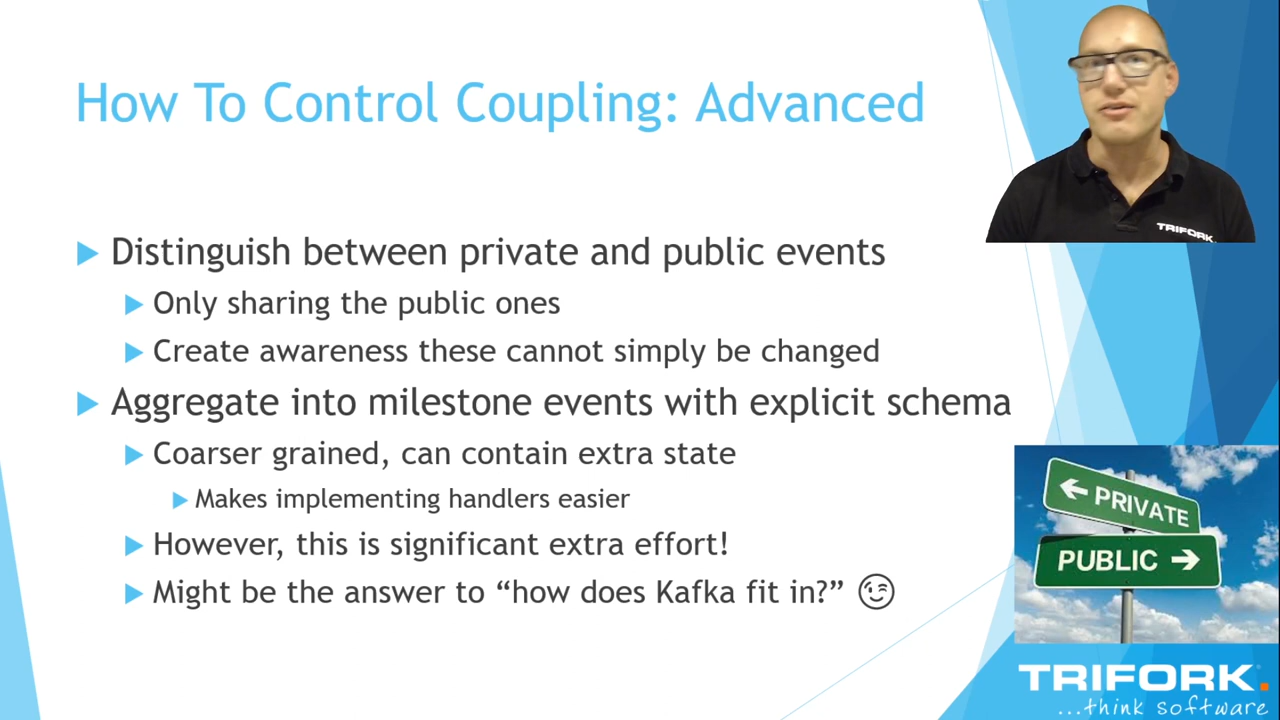 How To Control Coupling: Advanced
Distinguish between private and public events
Only sharing the public ones
Create awareness these cannot simply be changed
Aggregate into milestone events with explicit schema
Coarser grained, can contain extra state
Makes implementing handlers easier
However, this is significant extra effort!
Might be the answer to “how does Kafka fit in?” 😉
TRIFORK.
PRIVATE
PUBLIC
TRIFORK.
...think software